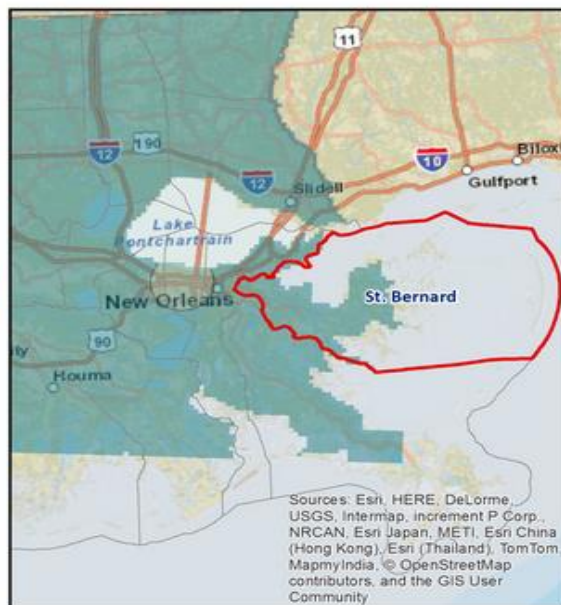 11
190
12
12
10
Biloxi
Gulfport
Slidell
Lake
Pontchartrain
New Orleans
St. Bernard
90
Houma
Sources: Esri, HERE, DeLorme,
USGS, Intermap, increment P Corp.,
NRCAN, Esri Japan, METI, Esri China
(Hong Kong), Esri (Thailand), TomTom,
MapmyIndia, © OpenStreetMap
contributors, and the GIS User
Community